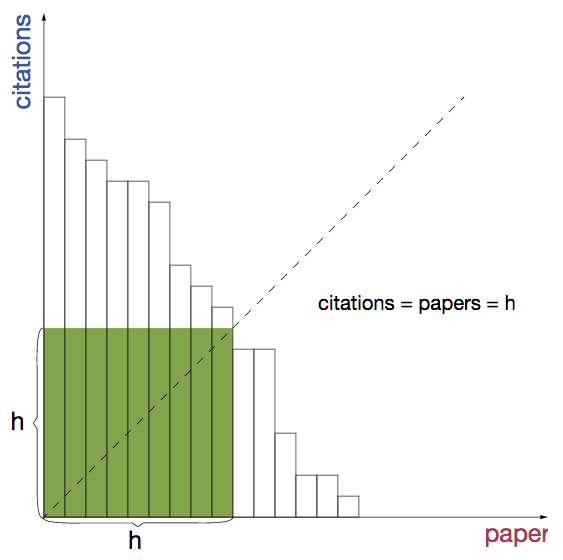 citations
citations = papers = h
h
h
paper